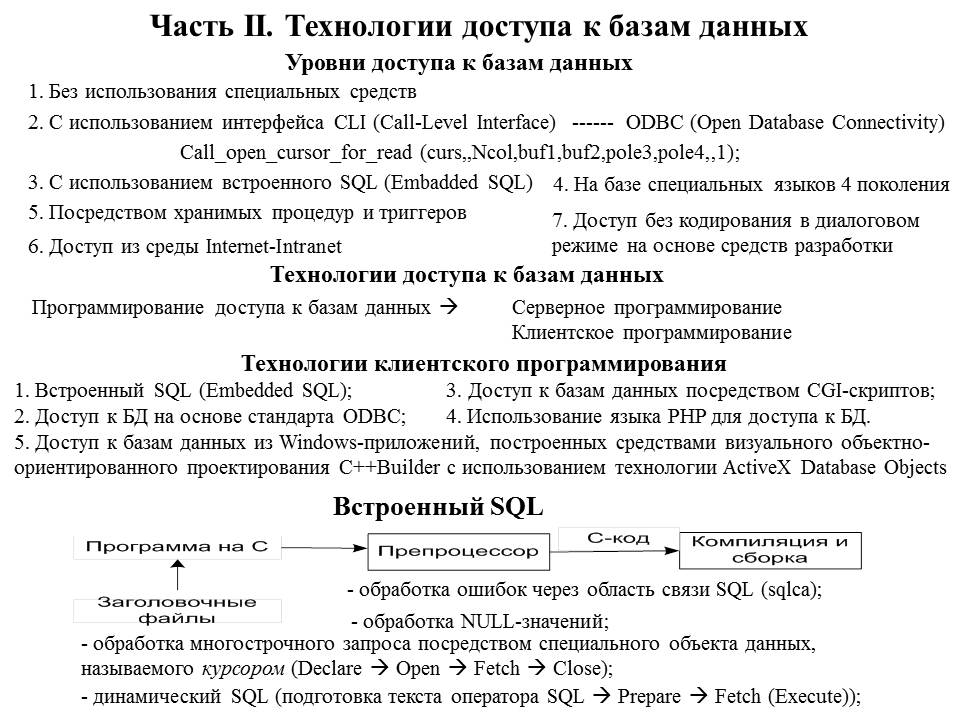 Часть II. Технологии доступа к базам данных
Уровни доступа к базам данных
1. Без использования специальных средств
2. С использованием интерфейса CLI (Call-Level Interface) ------ ODBC (Open Database Connectivity)
Call_open_cursor_for_read (curs,,Ncol,buf1,buf2,pole3,pole4,,1);
3. С использованием встроенного SQL (Embadded SQL)
4. На базе специальных языков 4 поколения
5. Посредством хранимых процедур и триггеров
6. Доступ из среды Internet-Intranet
7. Доступ без кодирования в диалоговом
режиме на основе средств разработки
Технологии доступа к базам данных
Программирование доступа к базам данных →
Серверное программирование
Клиентское программирование
Технологии клиентского программирования
1. Встроенный SQL (Embedded SQL);
2. Доступ к БД на основе стандарта ODBC;
3. Доступ к базам данных посредством CGI-скриптов;
4. Использование языка PHP для доступа к БД.
5. Доступ к базам данных из Windows-приложений, построенных средствами визуального объектно-
ориентированного проектирования C++Builder с использованием технологии ActiveX Database Objects
Встроенный SQL
Программа на С
Препроцессор
С-код
Компиляция и
сборка
Заголовочные
файлы
- обработка ошибок через область связи SQL (sqlca);
- обработка NULL-значений;
- обработка многострочного запроса посредством специального объекта данных,
называемого курсором (Declare → Open → Fetch → Close);
- динамический SQL (подготовка текста оператора SQL → Prepare → Fetch (Execute));